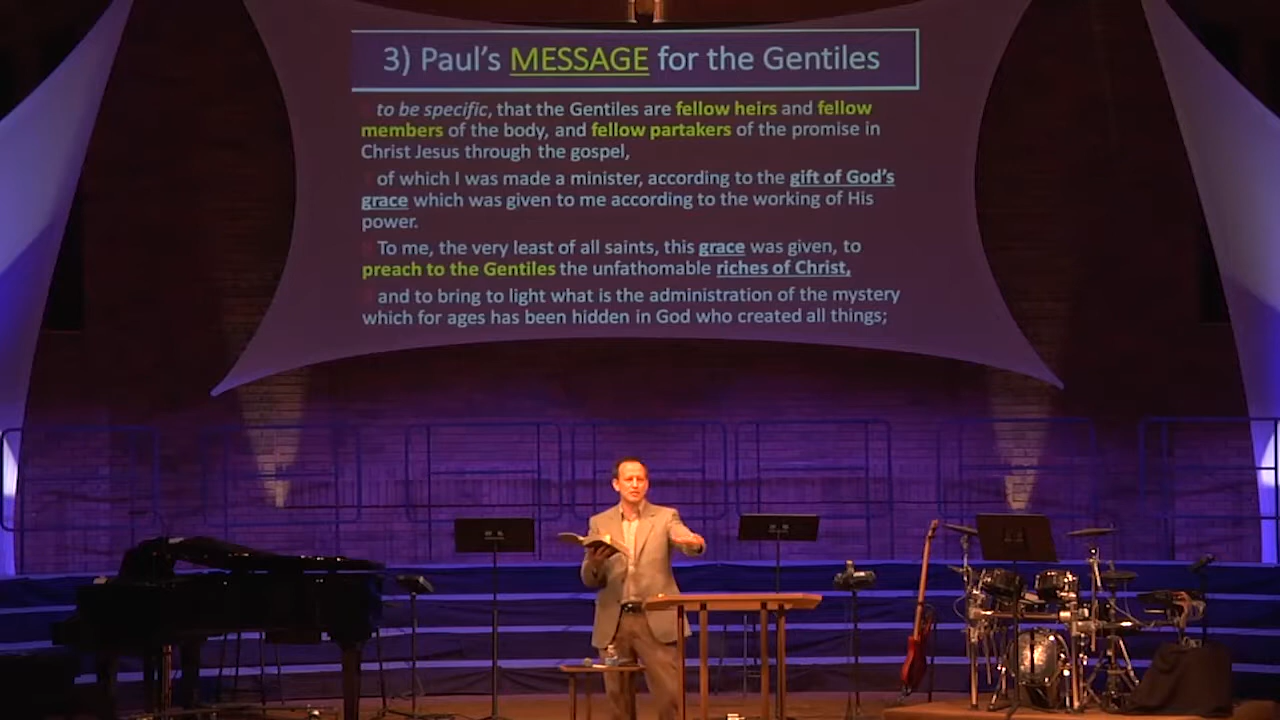 3) Paul's MESSAGE for the Gentiles
to be specific, that the Gentiles are fellow heirs and fellow
members of the body, and fellow partakers of the promise in
Christ Jesus through the gospel,
of which I was made a minister, according to the gift of God's
grace which was given to me according to the working of His
power.
To me, the very least of all saints, this grace was given, to
preach to the Gentiles the unfathomable riches of Christ,
and to bring to light what is the administration of the mystery
which for ages has been hidden in God who created all things;